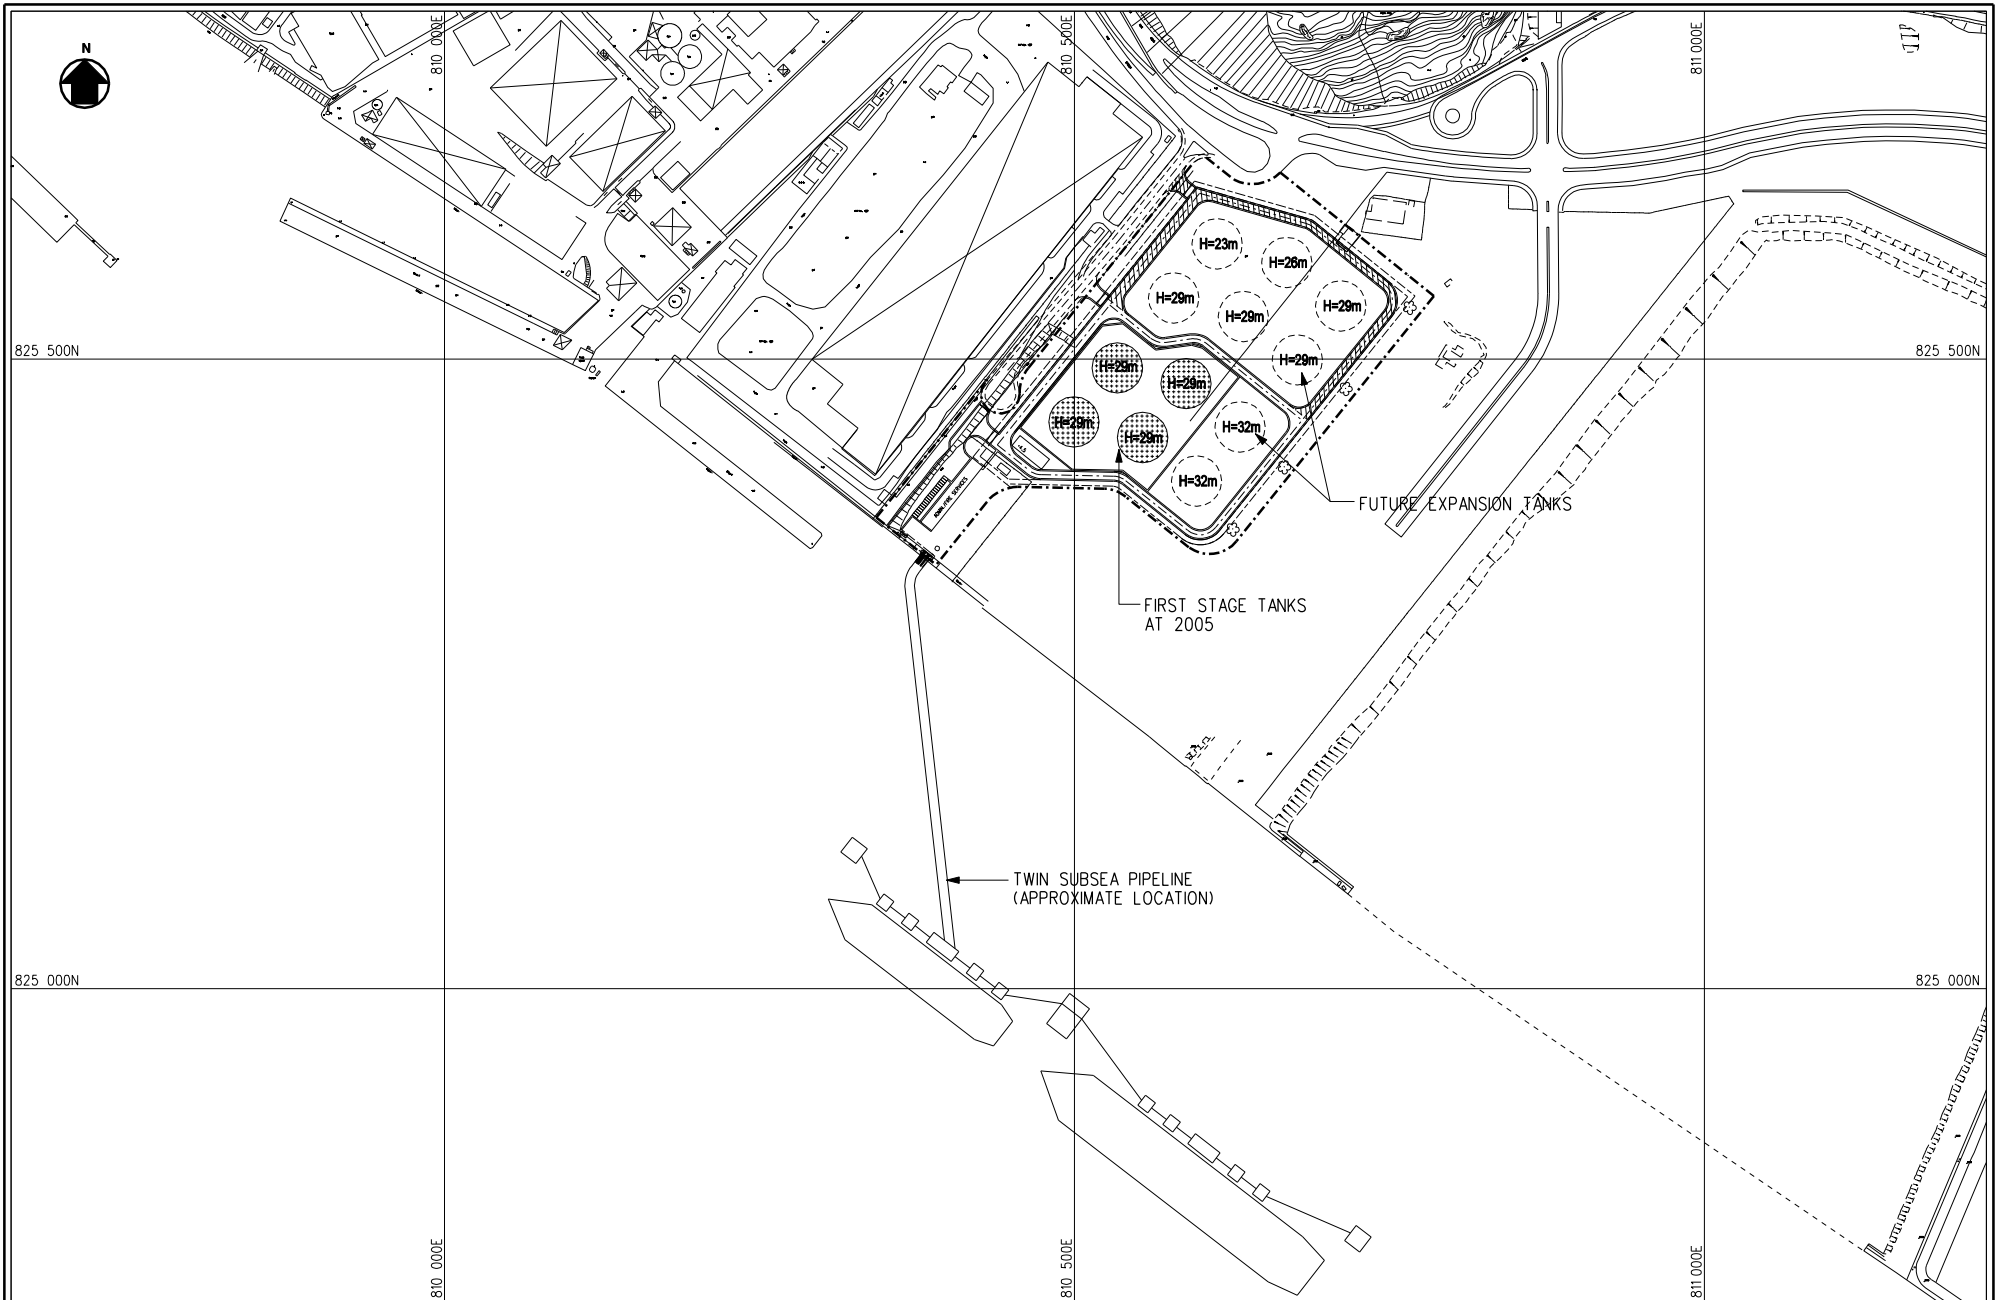 N
810 000E
810 500E
811 000E
H=23m
H=26m
H=29m
H=29m
H=29m
825 500N
825 500N
H=29m
H=29m
H=29m
H=29m
H=29m
H=32m
H=32m
FUTURE EXPANSION TANKS
FIRST STAGE TANKS
AT 2005
TWIN SUBSEA PIPELINE
(APPROXIMATE LOCATION)
825 000N
825 000N
810 000E
810 500E
811 000E